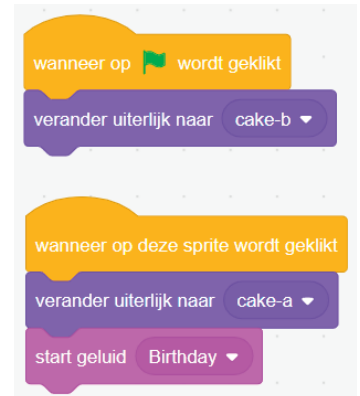 wanneer op wordt geklikt
verander uiterlijk naar cake-b
wanneer op deze sprite wordt geklikt
verander uiterlijk naar cake-a
start geluid Birthday